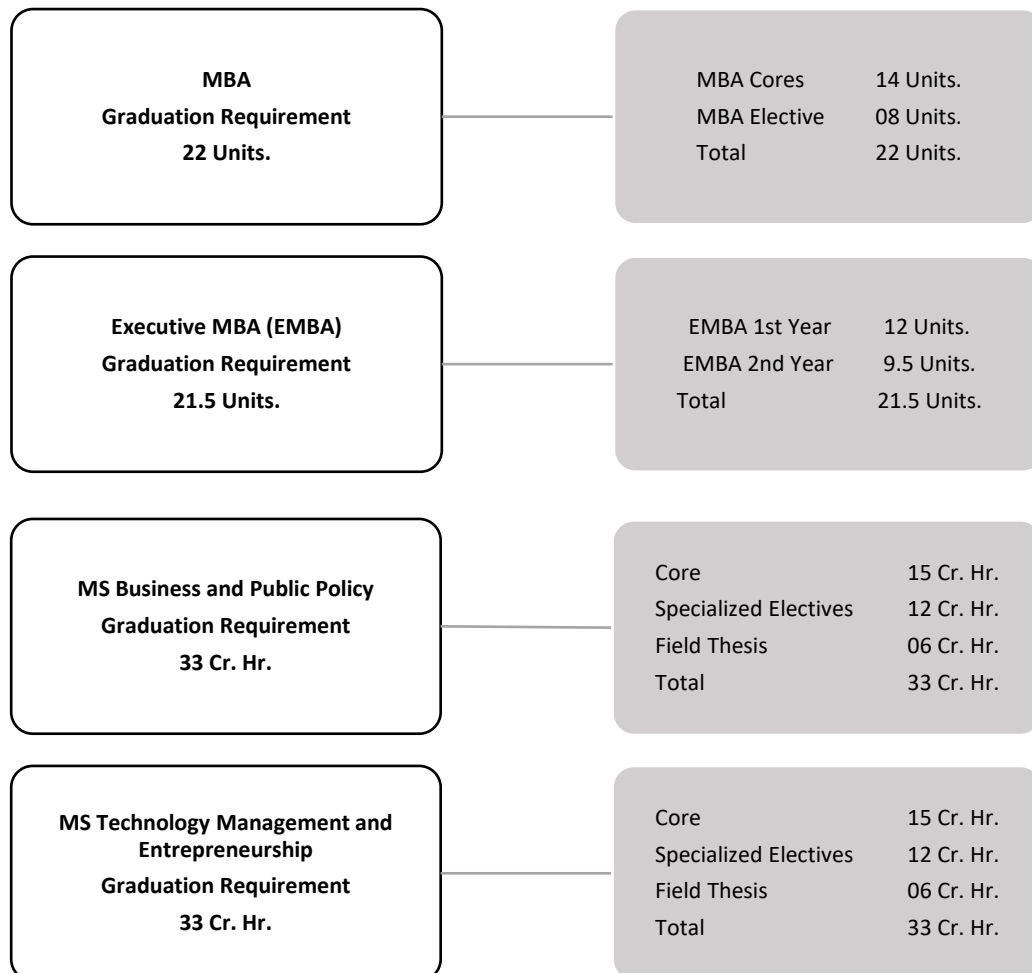 MBA
Graduation Requirement
22 Units.
MBA Cores 14 Units.
MBA Elective 08 Units.
Total 22 Units.
Executive MBA (EMBA)
Graduation Requirement
21.5 Units.
EMBA 1st Year 12 Units.
EMBA 2nd Year 9.5 Units.
Total 21.5 Units.
MS Business and Public Policy
Graduation Requirement
33 Cr. Hr.
Core 15 Cr. Hr.
Specialized Electives 12 Cr. Hr.
Field Thesis 06 Cr. Hr.
Total 33 Cr. Hr.
MS Technology Management and
Entrepreneurship
Graduation Requirement
33 Cr. Hr.
Core 15 Cr. Hr.
Specialized Electives 12 Cr. Hr.
Field Thesis 06 Cr. Hr.
Total 33 Cr. Hr.